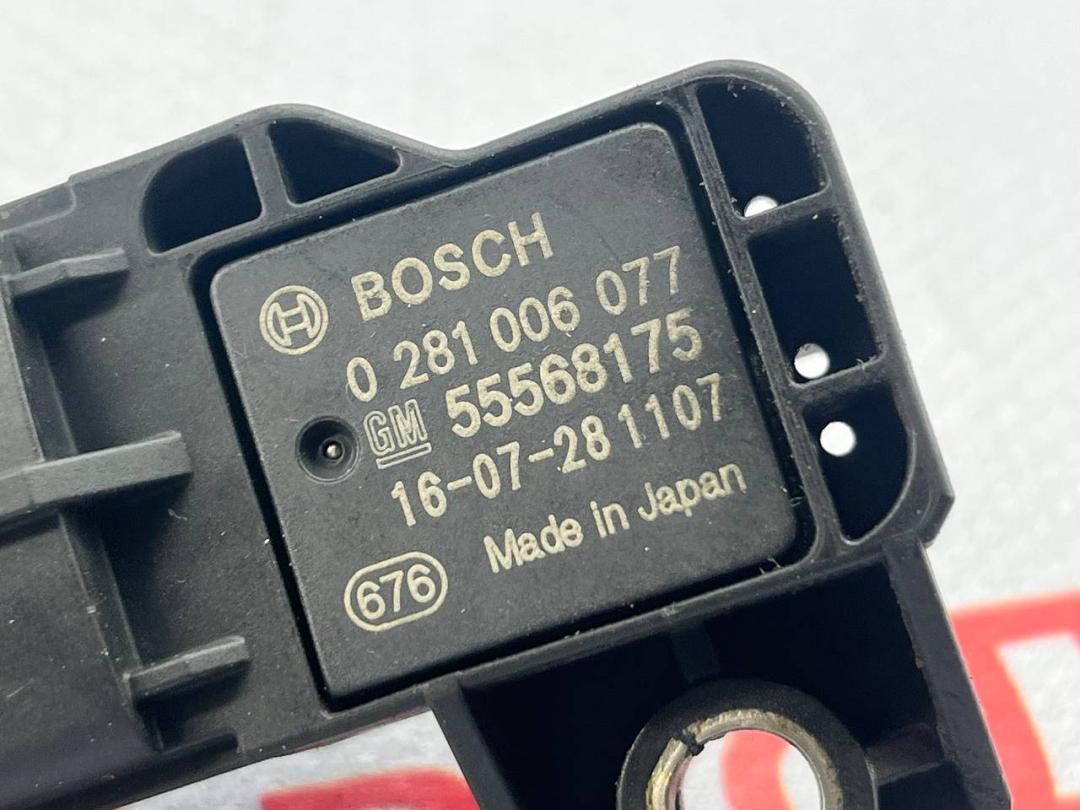 BOSCH
0 281 006 077
GM 55568175
16-07-28 1107
Made in Japan
676